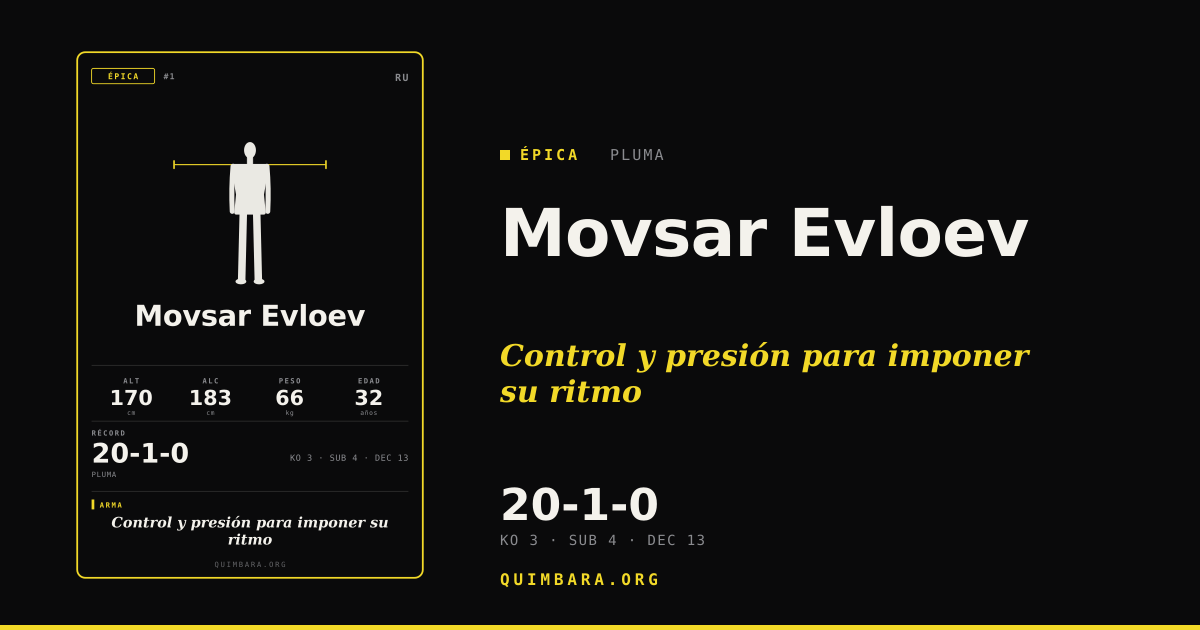 ÉPICA #1 RU
Movsar Evloev
ALT ALC PESO EDAD
170 183 66 32
cm cm kg años
RÉCORD
20-1-0
KO 3 · SUB 4 · DEC 13
PLUMA
ARMA
Control y presión para imponer su
ritmo
QUIMBARA.ORG
ÉPICA PLUMA
Movsar Evloev
Control y presión para imponer
su ritmo
20-1-0
KO 3 · SUB 4 · DEC 13
QUIMBARA.ORG